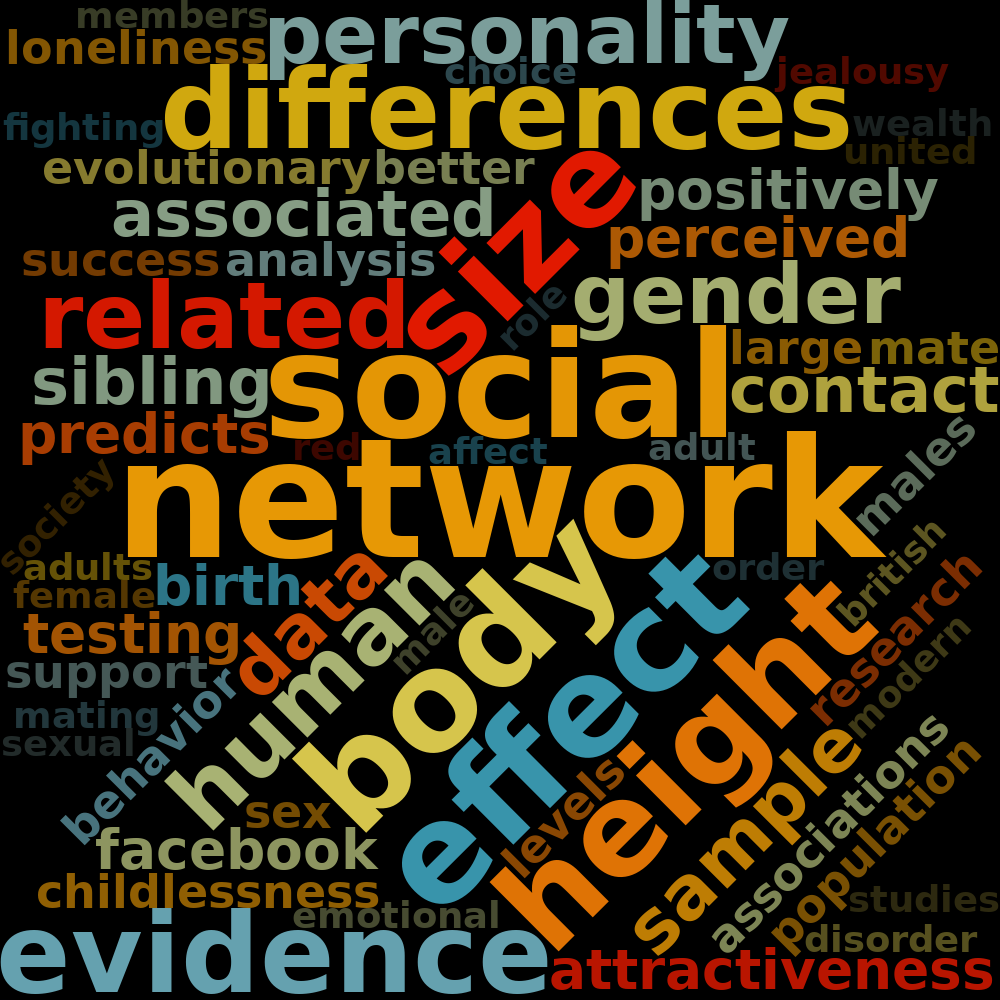 members
personality
loneliness
choice
jealousy
differences
fighting
wealth
united
evolutionary
better
size
positively
associated
perceived
success
analysis
gender
related
role
social
large
mate
sibling
contact
predicts
red
affect
adult
males
network
society
adults
female
birth
data
human
male
body
order
british
effect
height
research
testing
support
behavior
modern
mating
sexual
sex
levels
sample
associations
population
facebook
childlessness
emotional
studies
evidence
disorder
attractiveness